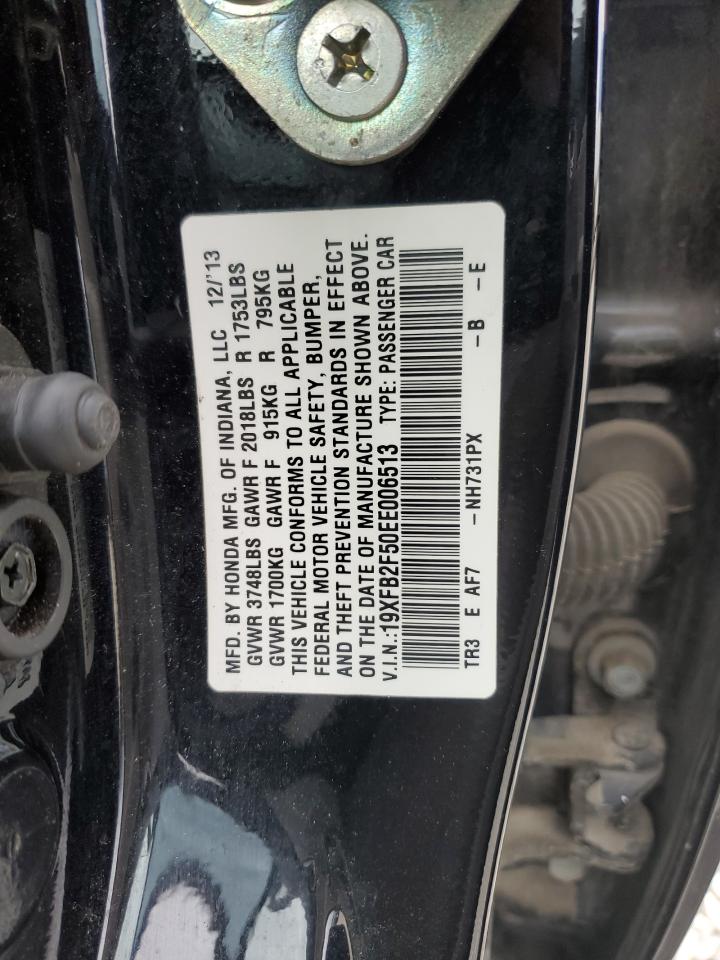 MFD. BY HONDA MFG. OF INDIANA, LLC 12/'13
GVWR 3748LBS GAWR F 2018LBS R 1753LBS
GVWR 1700KG GAWR F 915KG R 795KG
THIS VEHICLE CONFORMS TO ALL APPLICABLE
FEDERAL MOTOR VEHICLE SAFETY, BUMPER,
AND THEFT PREVENTION STANDARDS IN EFFECT
ON THE DATE OF MANUFACTURE SHOWN ABOVE.
V.I.N.:19XFB2F50EE006513 TYPE: PASSENGER CAR
TR3 E AF7 -NH731PX -B -E